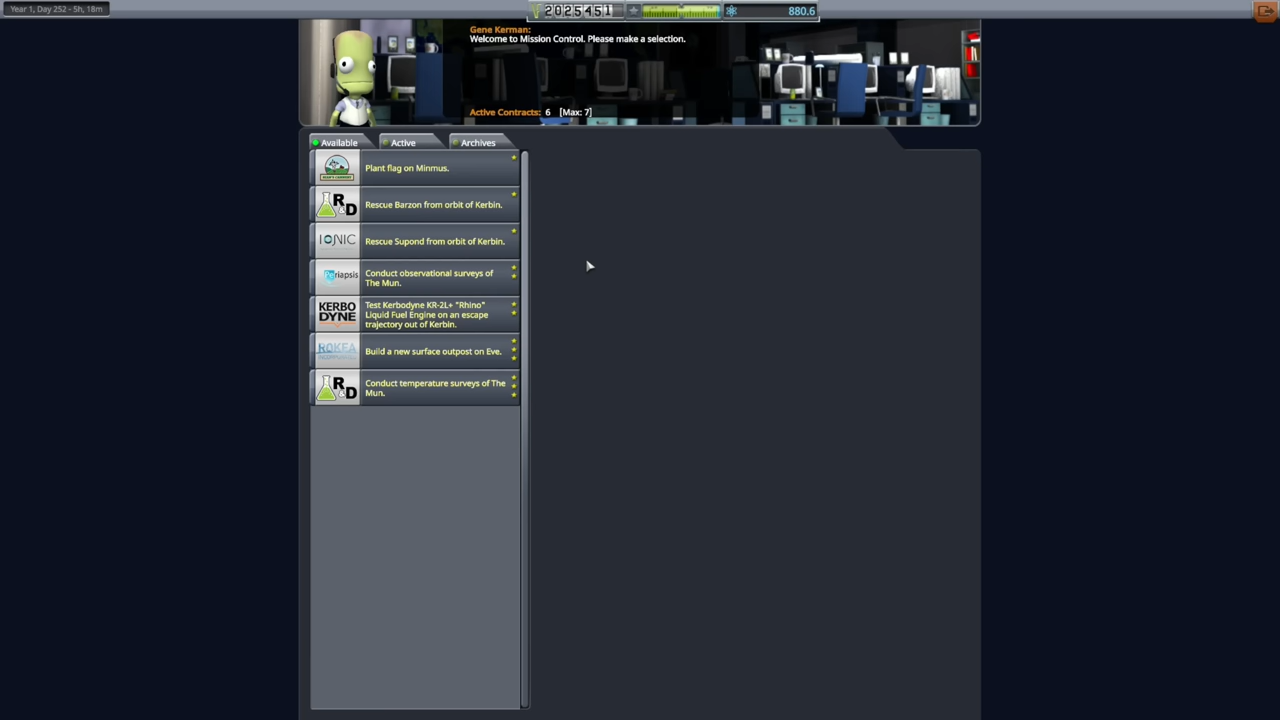 Year 1, Day 252 - 5h, 18m
2025451
880.6
Gene Kerman:
Welcome to Mission Control. Please make a selection.
Active Contracts: 6 [Max: 7]
Available
Active
Archives
Plant flag on Minmus.
R&D
Rescue Barzon from orbit of Kerbin.
IONIC
Rescue Supond from orbit of Kerbin.
Periapsis
Conduct observational surveys of
The Mun.
KERBO
DYNE
Test Kerbodyne KR-2L+ "Rhino"
Liquid Fuel Engine on an escape
trajectory out of Kerbin.
ROKEA
Build a new surface outpost on Eve.
R&D
Conduct temperature surveys of The
Mun.